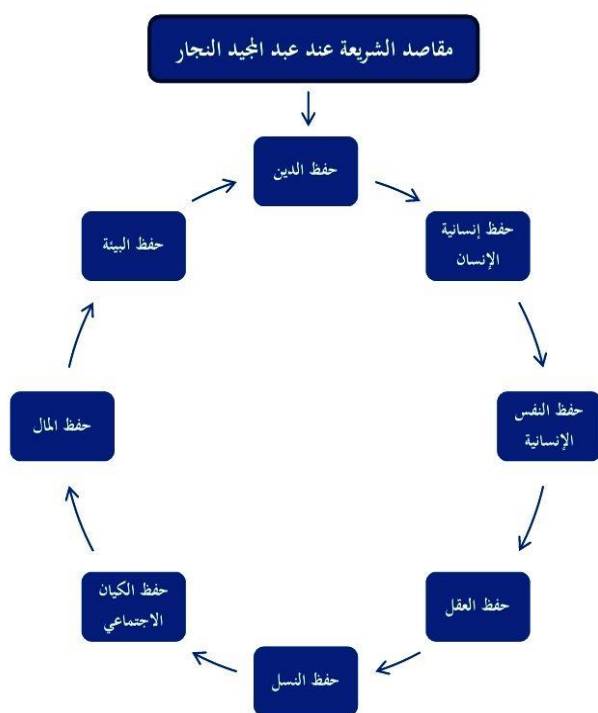 مقاصد الشريعة عند عبد المجيد النجار
حفظ الدين
حفظ إنسانية
الإنسان
حفظ النفس
الإنسانية
حفظ العقل
حفظ النسل
حفظ الكيان
الاجتماعي
حفظ المال
حفظ البيئة